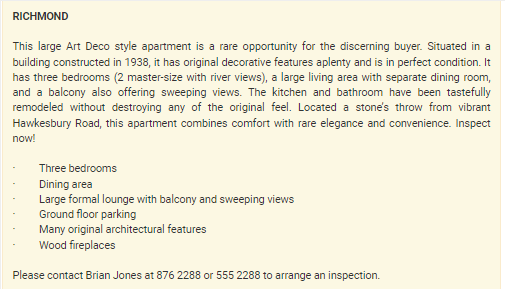 RICHMOND
This large Art Deco style apartment is a rare opportunity for the discerning buyer. Situated in a
building constructed in 1938, it has original decorative features aplenty and is in perfect condition. It
has three bedrooms (2 master-size with river views), a large living area with separate dining room,
and a balcony also offering sweeping views. The kitchen and bathroom have been tastefully
remodeled without destroying any of the original feel. Located a stone's throw from vibrant
Hawkesbury Road, this apartment combines comfort with rare elegance and convenience. Inspect
now!
· Three bedrooms
· Dining area
· Large formal lounge with balcony and sweeping views
· Ground floor parking
· Many original architectural features
· Wood fireplaces
Please contact Brian Jones at 876 2288 or 555 2288 to arrange an inspection.